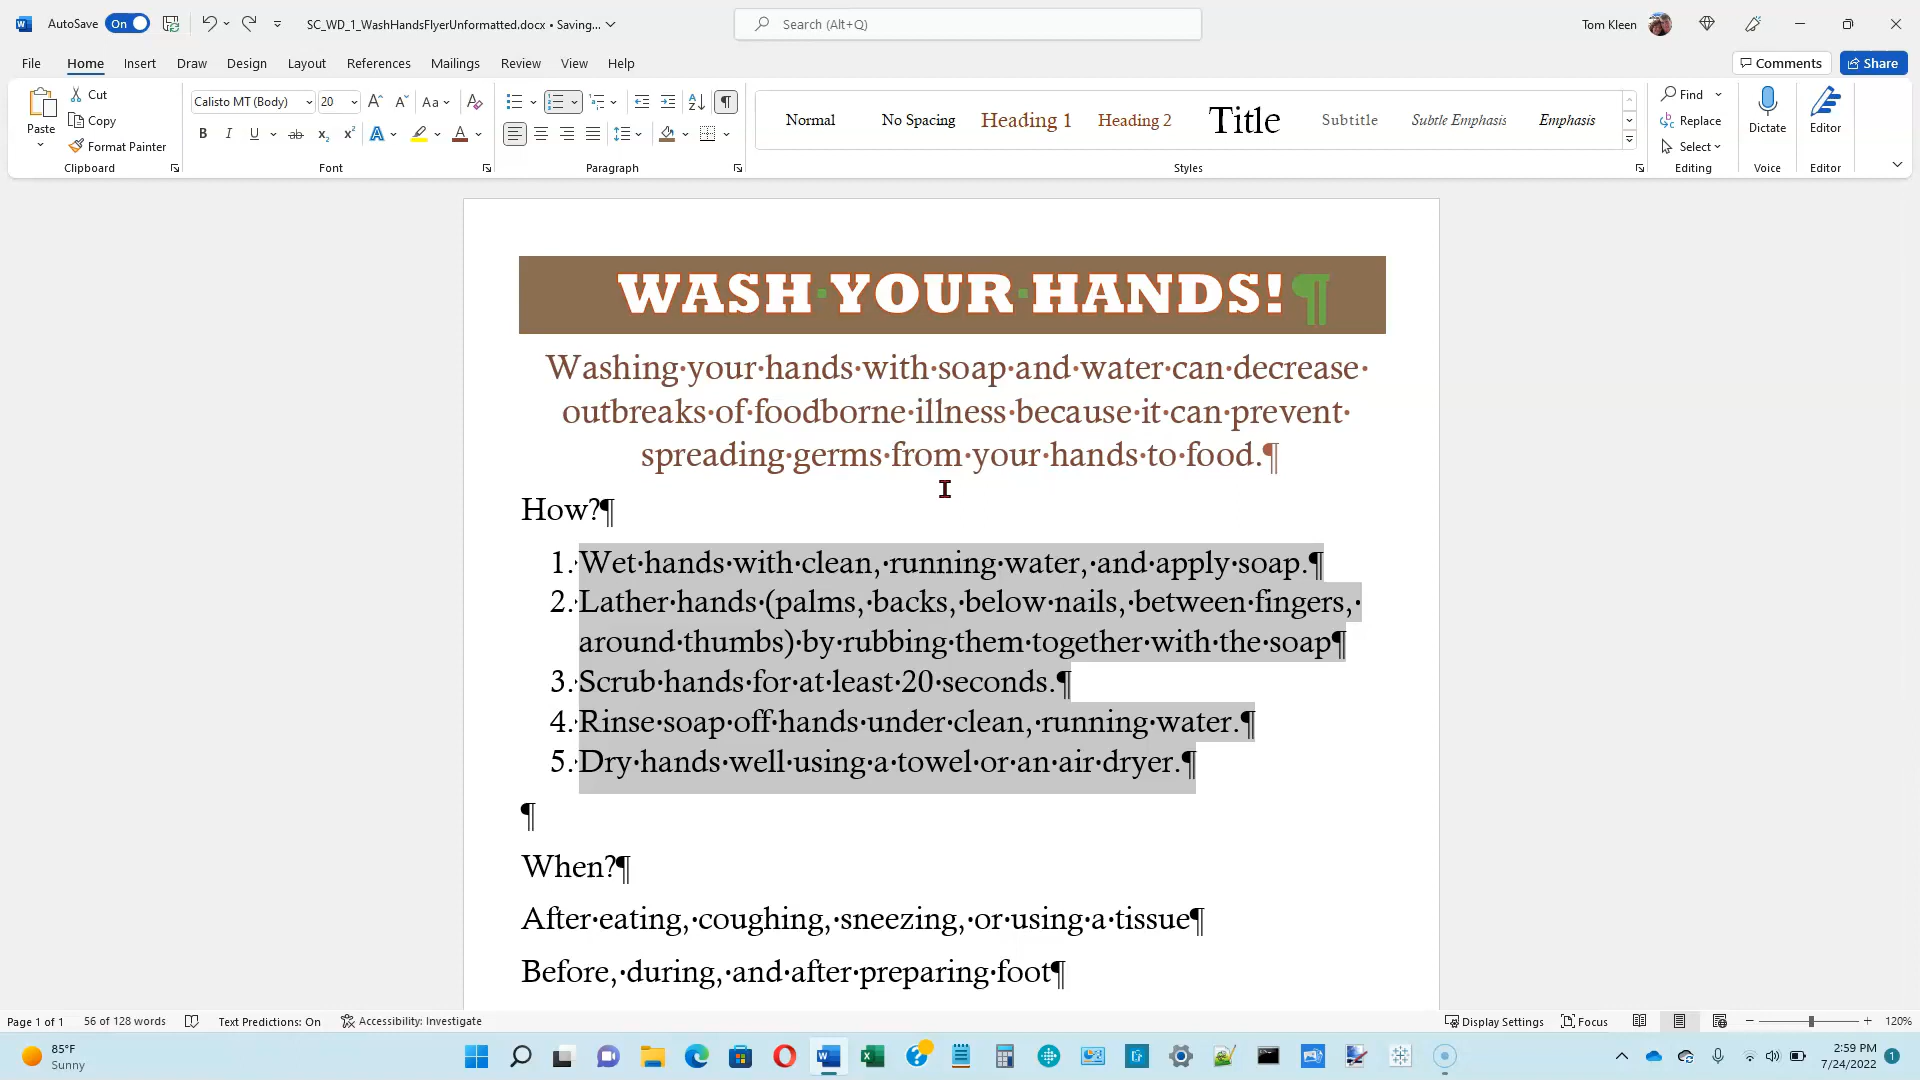 AutoSave On SC_WD_1_WashHandsFlyerUnformatted.docx • Saving... Search (Alt+Q) Tom Kleen
File Home Insert Draw Design Layout References Mailings Review View Help Comments Share
Paste Cut Copy Format Painter Clipboard
Calisto MT (Body) 20 Font
Paragraph
Normal No Spacing Heading 1 Heading 2 Title Subtitle Subtle Emphasis Emphasis Styles
Find Replace Select Editing
Dictate Voice
Editor Editor
WASH·YOUR·HANDS!¶
Washing·your·hands·with·soap·and·water·can·decrease·
outbreaks·of·foodborne·illness·because·it·can·prevent·
spreading·germs·from·your·hands·to·food.¶
How?¶
1.·Wet·hands·with·clean,·running·water,·and·apply·soap.¶
2.·Lather·hands·(palms,·backs,·below·nails,·between·fingers,·
around·thumbs)·by·rubbing·them·together·with·the·soap¶
3.·Scrub·hands·for·at·least·20·seconds.¶
4.·Rinse·soap·off·hands·under·clean,·running·water.¶
5.·Dry·hands·well·using·a·towel·or·an·air·dryer.¶
¶
When?¶
After·eating,·coughing,·sneezing,·or·using·a·tissue¶
Before,·during,·and·after·preparing·foot¶
Page 1 of 1 56 of 128 words Text Predictions: On Accessibility: Investigate Display Settings Focus 120%
85°F
Sunny
2:59 PM
7/24/2022 1